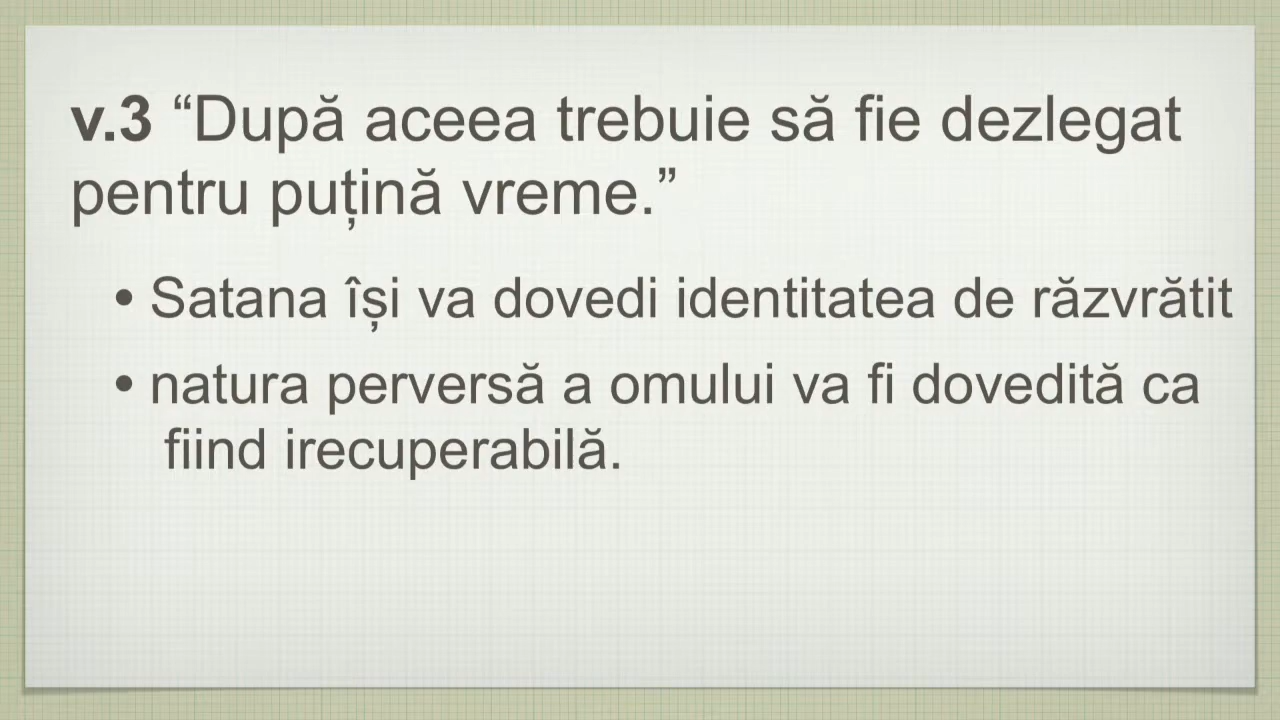 v.3 “După aceea trebuie să fie dezlegat
pentru puțină vreme.”
• Satana își va dovedi identitatea de răzvrătit
• natura perversă a omului va fi dovedită ca
fiind irecuperabilă.